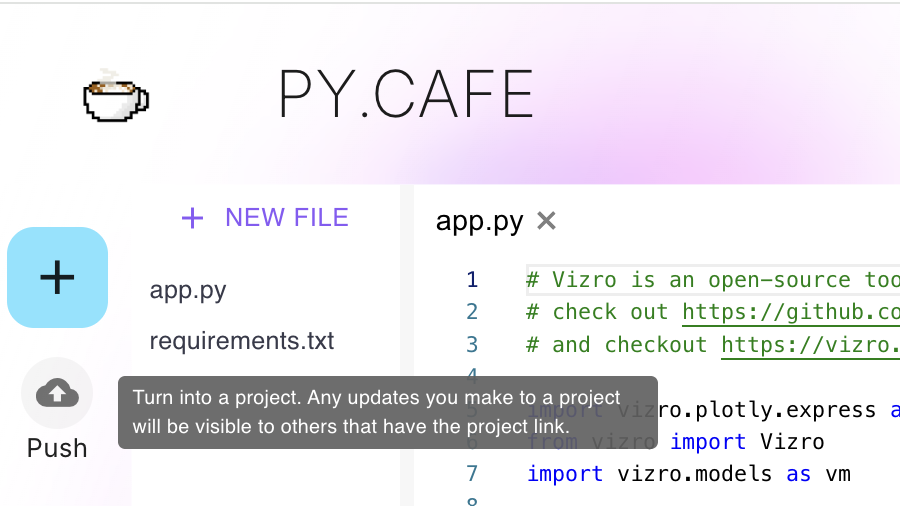 PY.CAFE
+ NEW FILE
app.py
requirements.txt
Push
Turn into a project. Any updates you make to a project
will be visible to others that have the project link.
app.py ×
1 # Vizro is an open-source too
2 # check out https://github.co
3 # and checkout https://vizro.
4
5 import vizro.plotly.express a
6 from vizro import Vizro
7 import vizro.models as vm
8